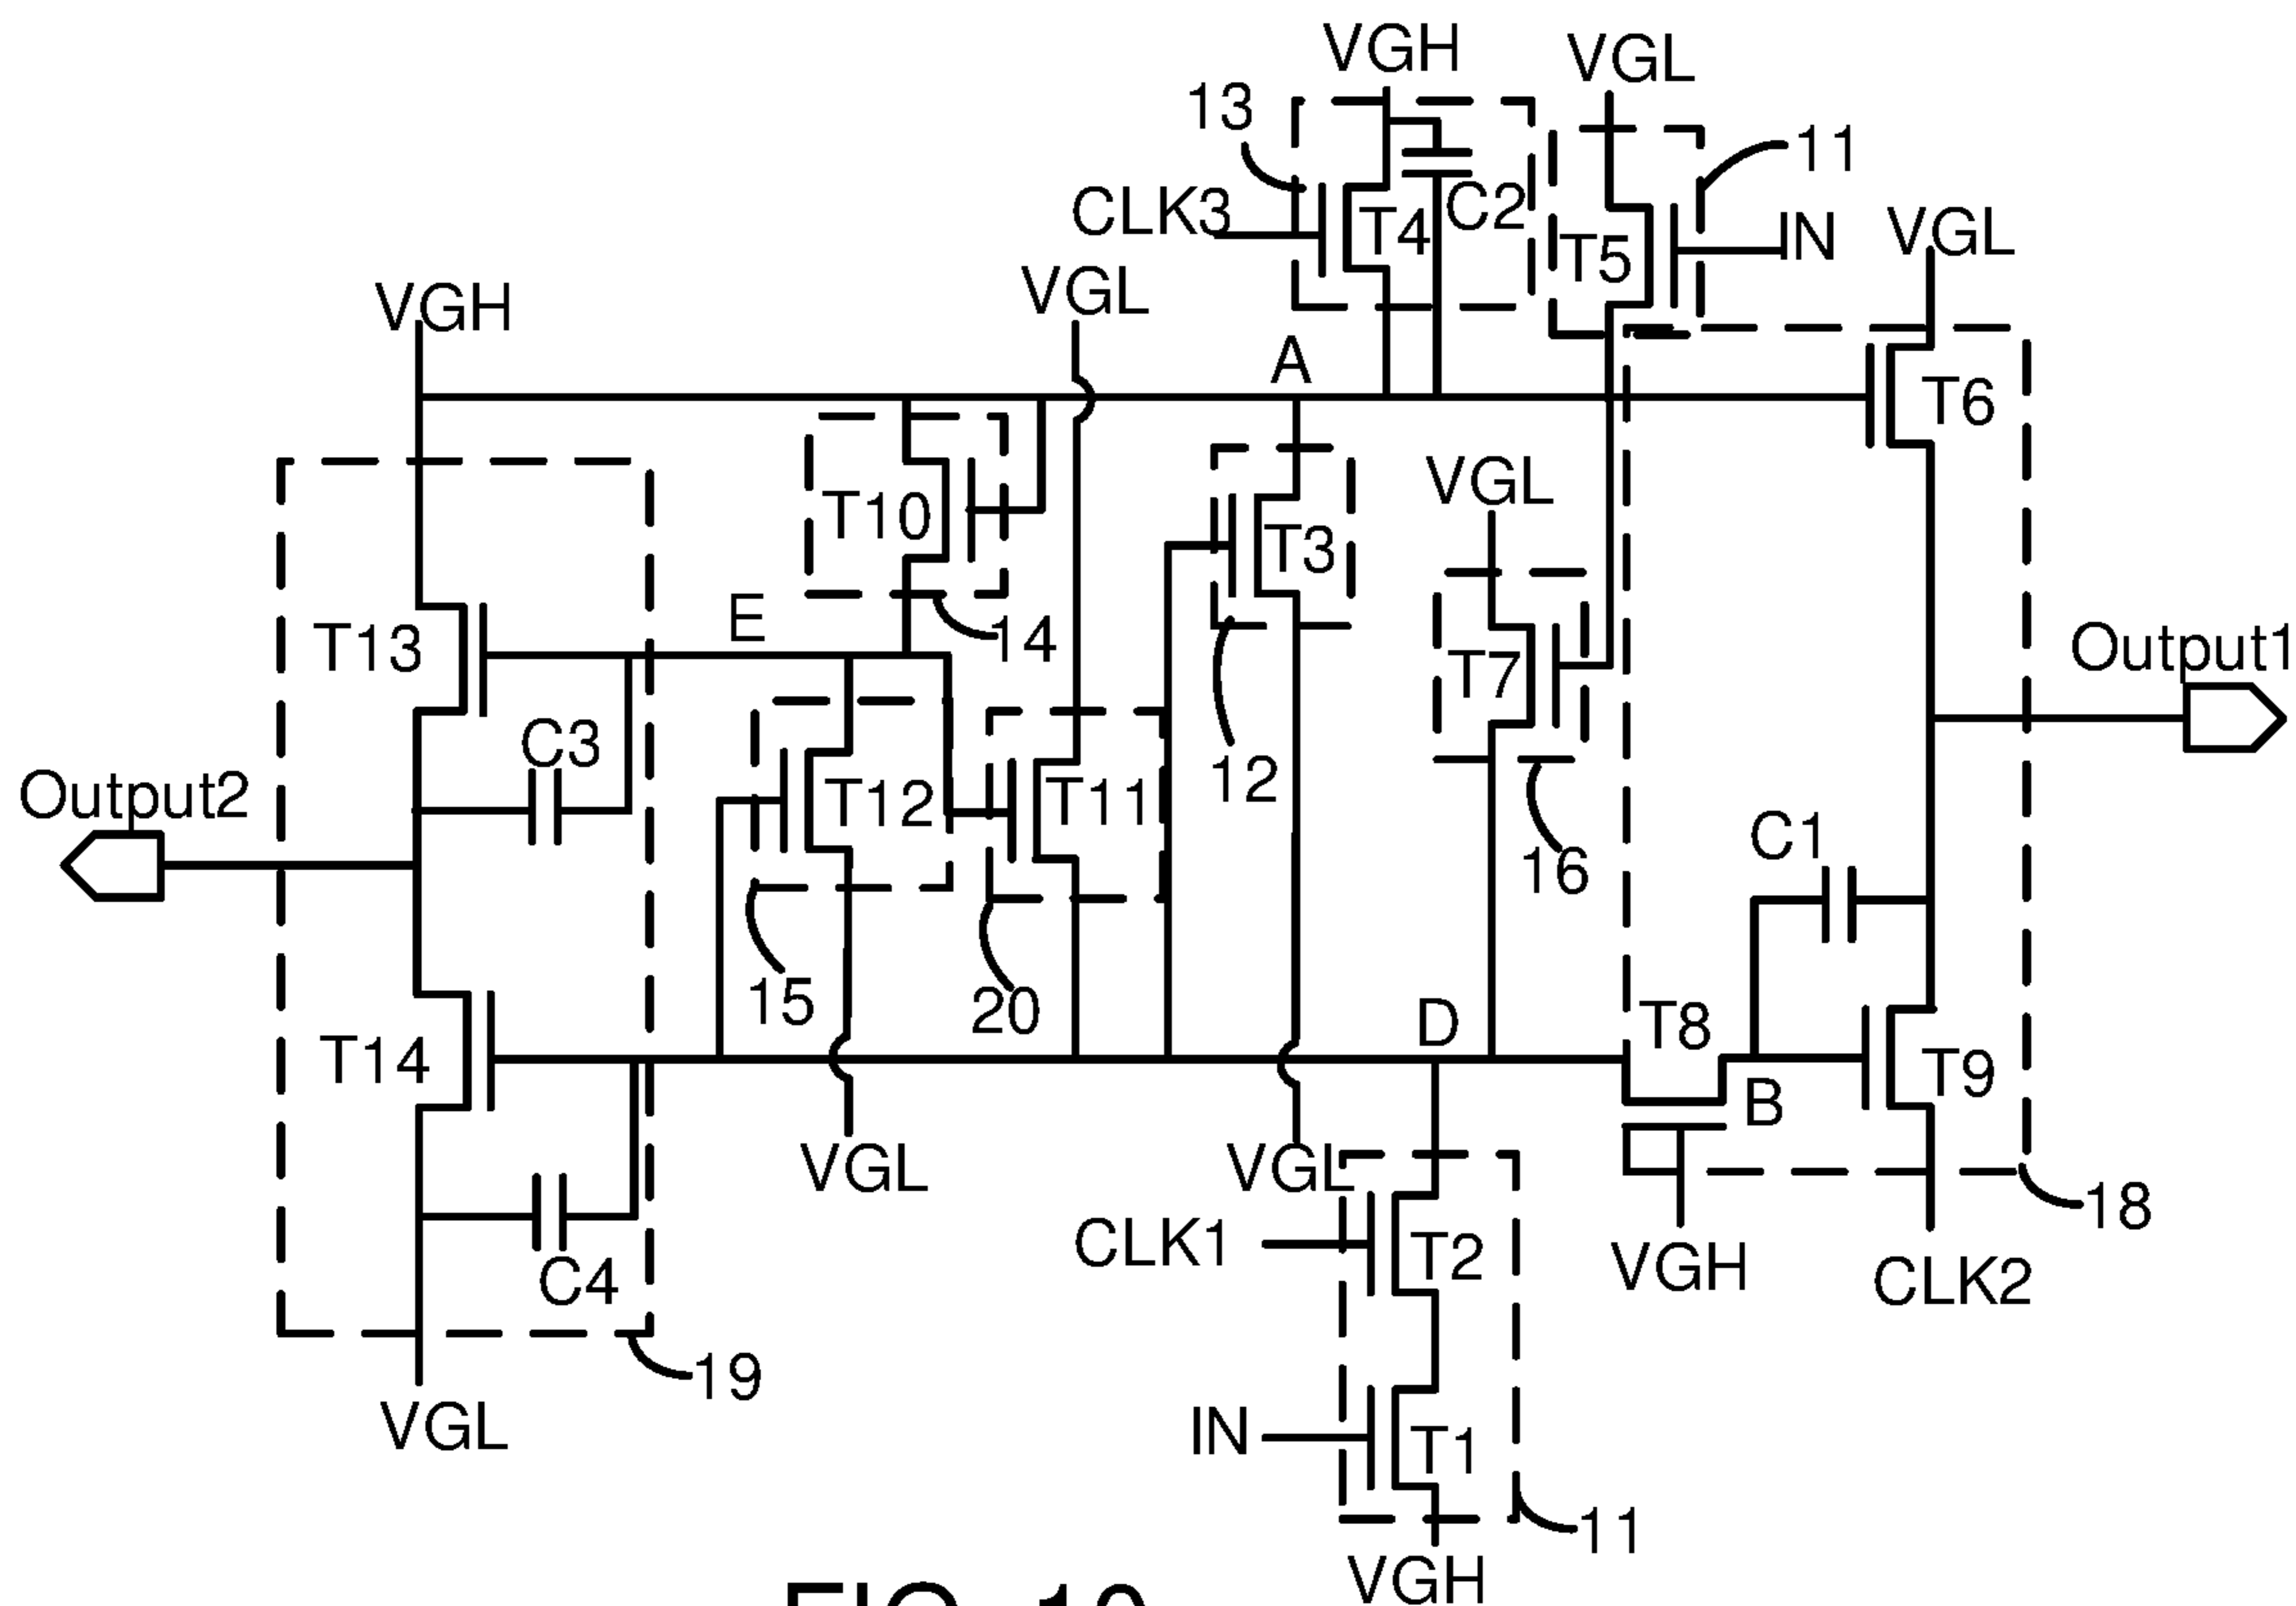 VGH
VGL
13
11
CLK3
T4
C2
T5
IN
VGL
VGH
VGL
A
T6
T10
T3
VGL
E
14
T13
T7
Output1
C3
12
Output2
T12
T11
16
C1
15
20
D
T8
T14
T9
B
VGL
VGL
18
CLK1
T2
VGH
CLK2
C4
19
VGL
IN
T1
11
VGH